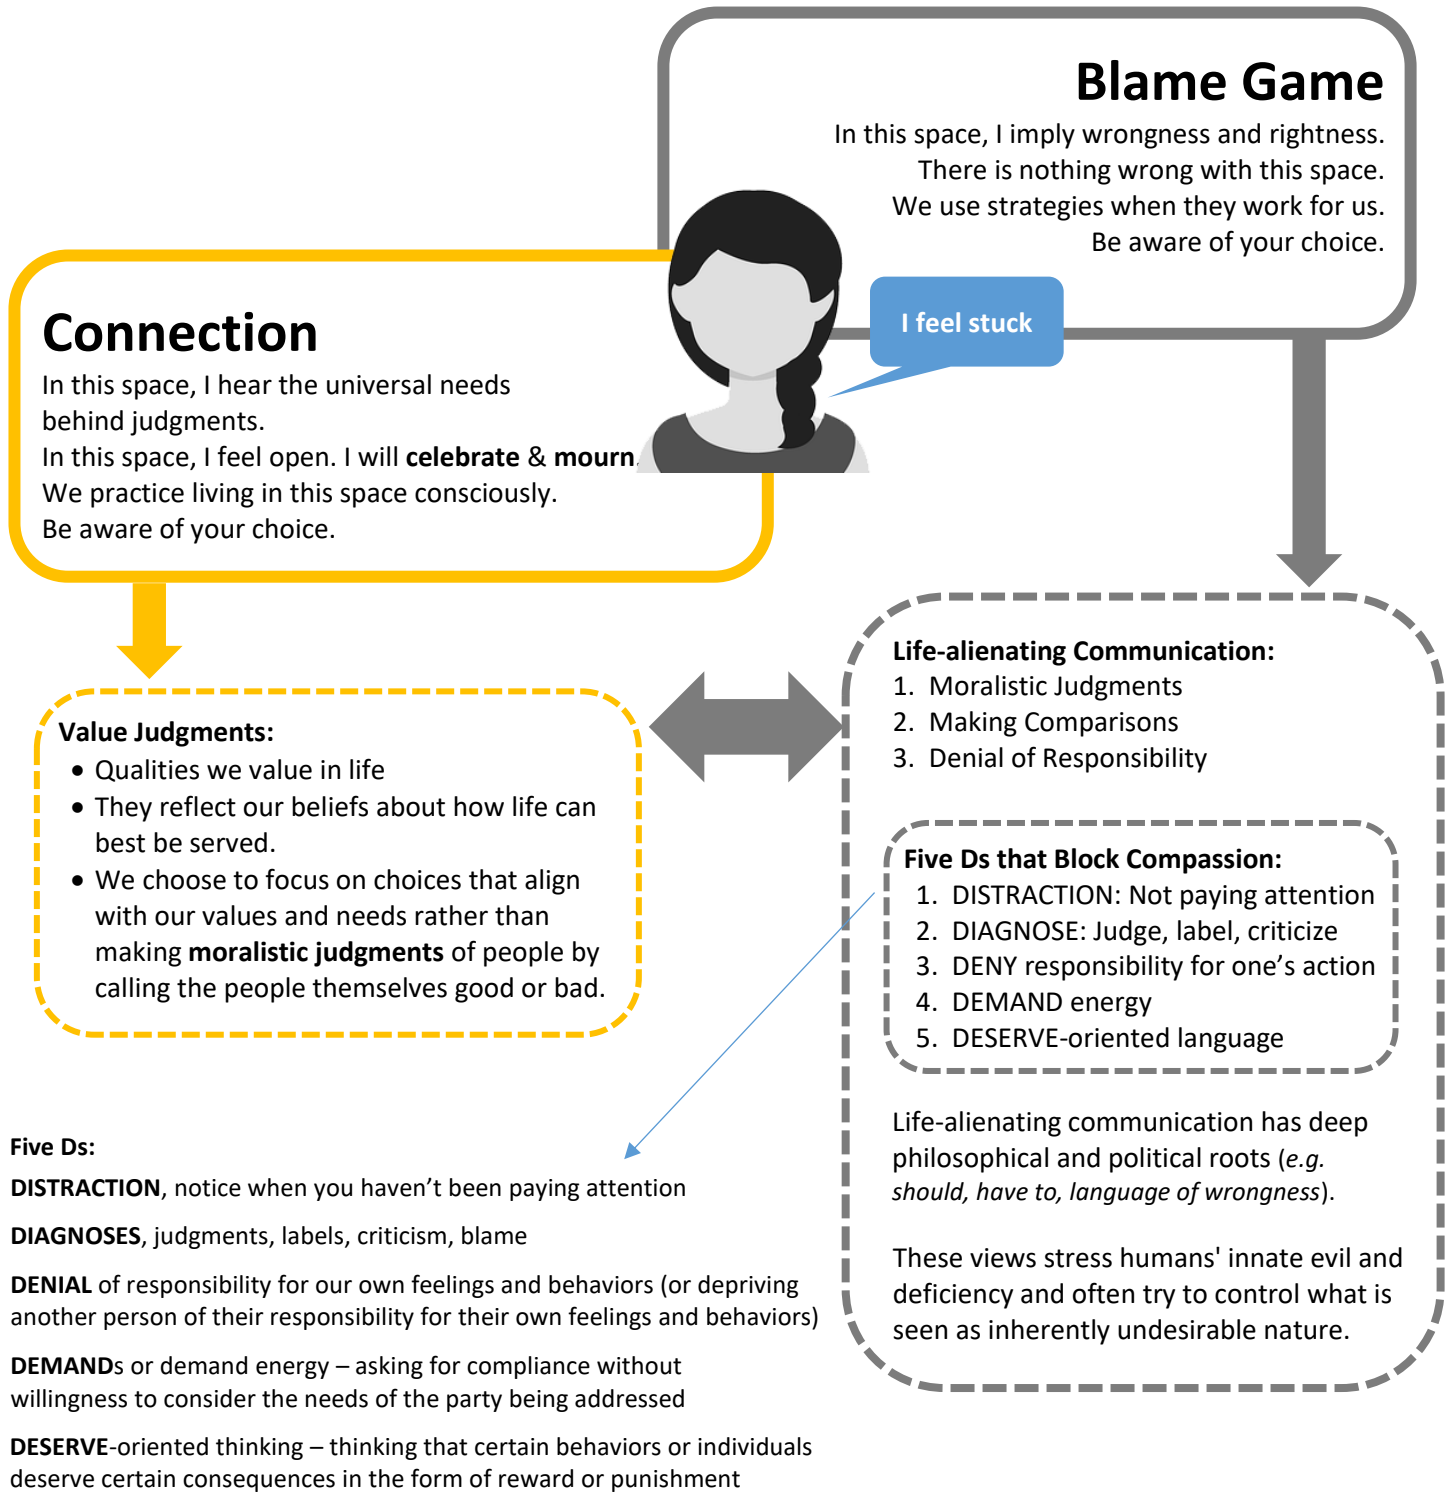 Blame Game
In this space, I imply wrongness and rightness.
There is nothing wrong with this space.
We use strategies when they work for us.
Be aware of your choice.
I feel stuck
Connection
In this space, I hear the universal needs
behind judgments.
In this space, I feel open. I will celebrate & mourn.
We practice living in this space consciously.
Be aware of your choice.
Value Judgments:
• Qualities we value in life
• They reflect our beliefs about how life can
best be served.
• We choose to focus on choices that align
with our values and needs rather than
making moralistic judgments of people by
calling the people themselves good or bad.
Life-alienating Communication:
1. Moralistic Judgments
2. Making Comparisons
3. Denial of Responsibility
Five Ds that Block Compassion:
1. DISTRACTION: Not paying attention
2. DIAGNOSE: Judge, label, criticize
3. DENY responsibility for one’s action
4. DEMAND energy
5. DESERVE-oriented language
Life-alienating communication has deep
philosophical and political roots (e.g.
should, have to, language of wrongness).
These views stress humans' innate evil and
deficiency and often try to control what is
seen as inherently undesirable nature.
Five Ds:
DISTRACTION, notice when you haven’t been paying attention
DIAGNOSES, judgments, labels, criticism, blame
DENIAL of responsibility for our own feelings and behaviors (or depriving
another person of their responsibility for their own feelings and behaviors)
DEMANDs or demand energy – asking for compliance without
willingness to consider the needs of the party being addressed
DESERVE-oriented thinking – thinking that certain behaviors or individuals
deserve certain consequences in the form of reward or punishment